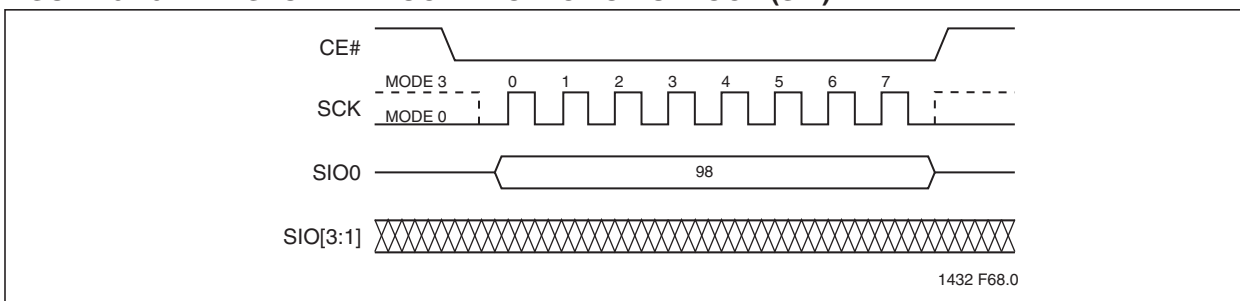 CE#
MODE 3 0 1 2 3 4 5 6 7
SCK
MODE 0
SIO0 98
SIO[3:1]
1432 F68.0